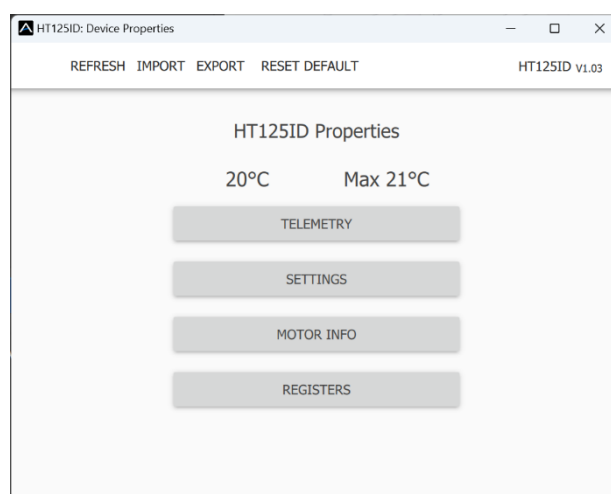 HT125ID: Device Properties
REFRESH IMPORT EXPORT RESET DEFAULT HT125ID V1.03
HT125ID Properties
20°C Max 21°C
TELEMETRY
SETTINGS
MOTOR INFO
REGISTERS